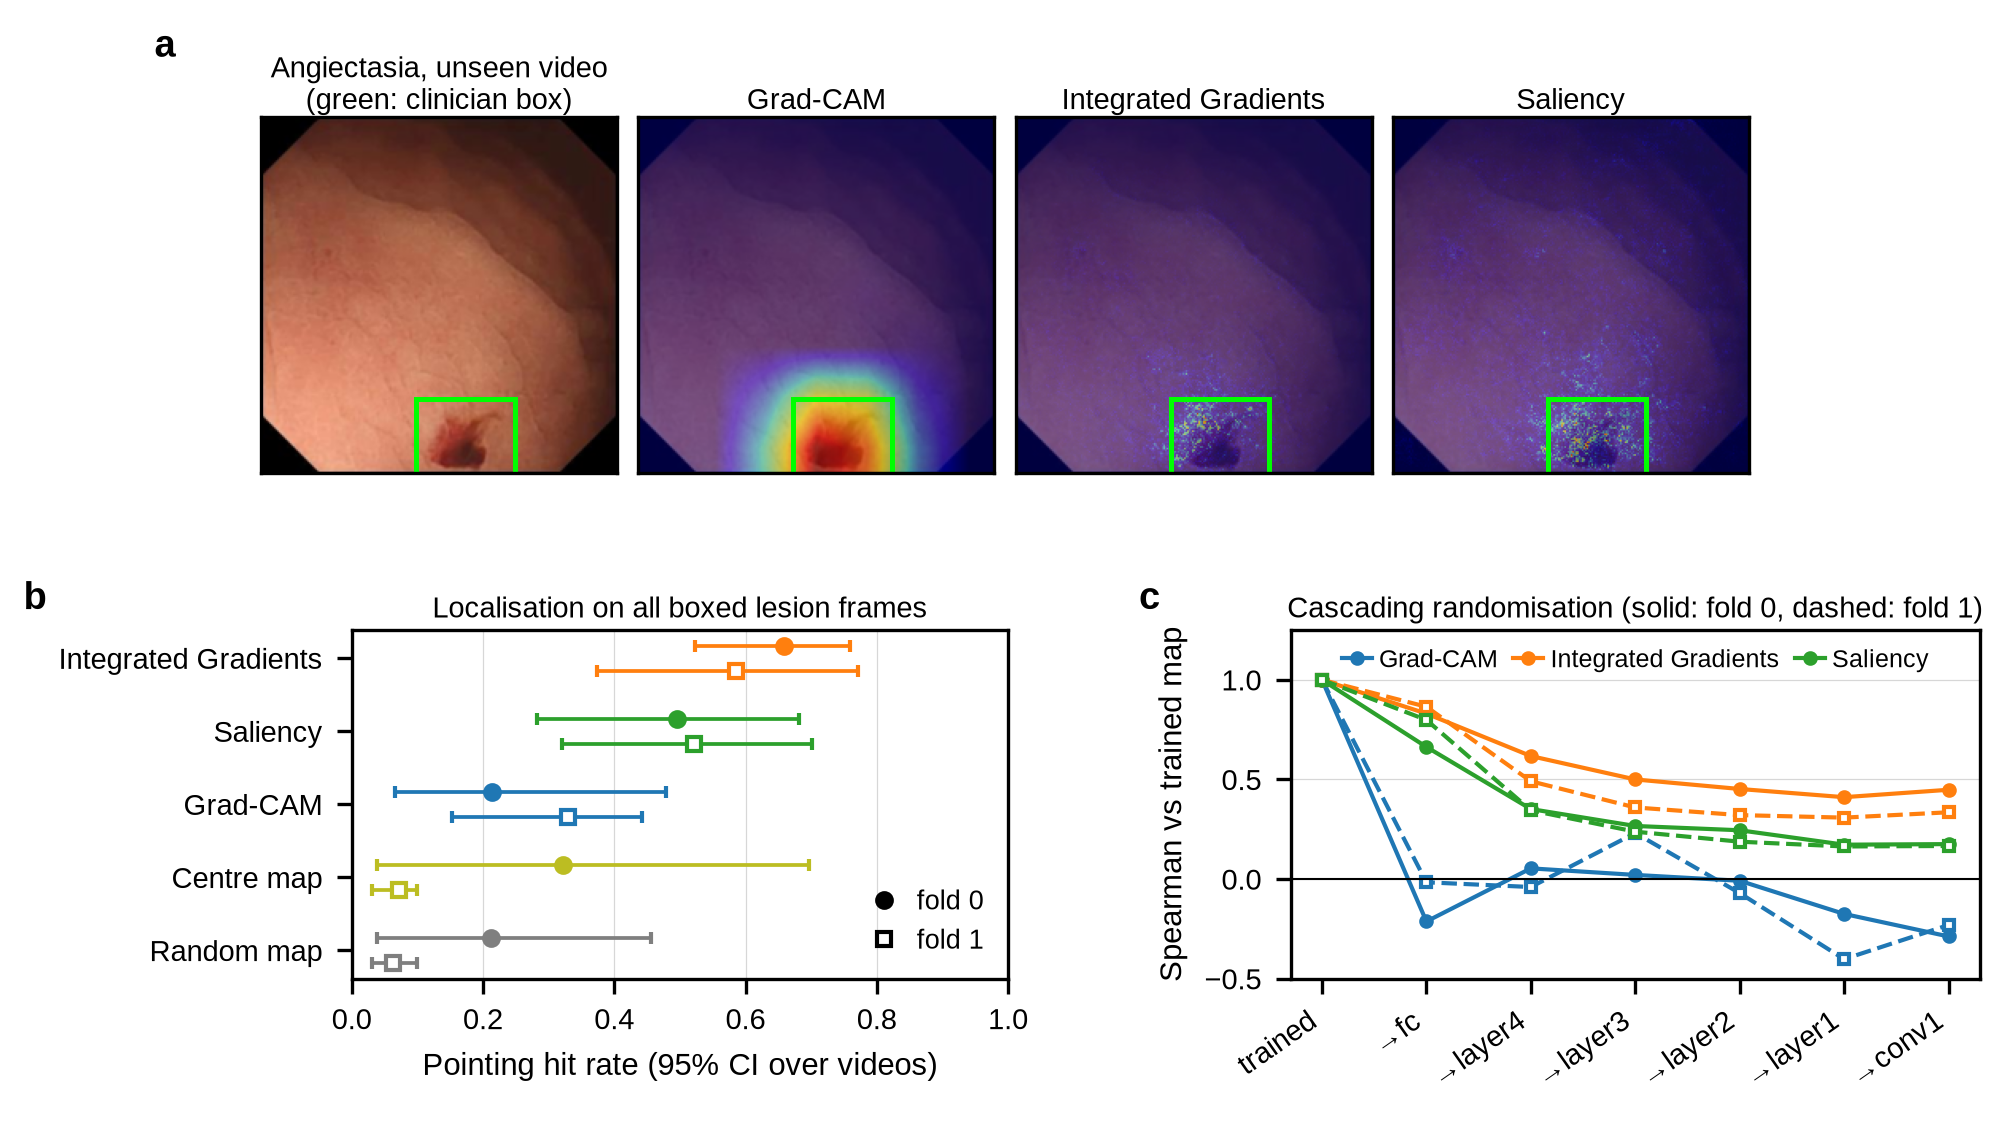 a
Angiectasia, unseen video
(green: clinician box)
Grad-CAM
Integrated Gradients
Saliency
b
Localisation on all boxed lesion frames
Integrated Gradients
Saliency
Grad-CAM
Centre map
Random map
fold 0
fold 1
0.0 0.2 0.4 0.6 0.8 1.0
Pointing hit rate (95% CI over videos)
c
Cascading randomisation (solid: fold 0, dashed: fold 1)
Grad-CAM Integrated Gradients Saliency
Spearman vs trained map
1.0
0.5
0.0
−0.5
trained
→fc
→layer4
→layer3
→layer2
→layer1
→conv1